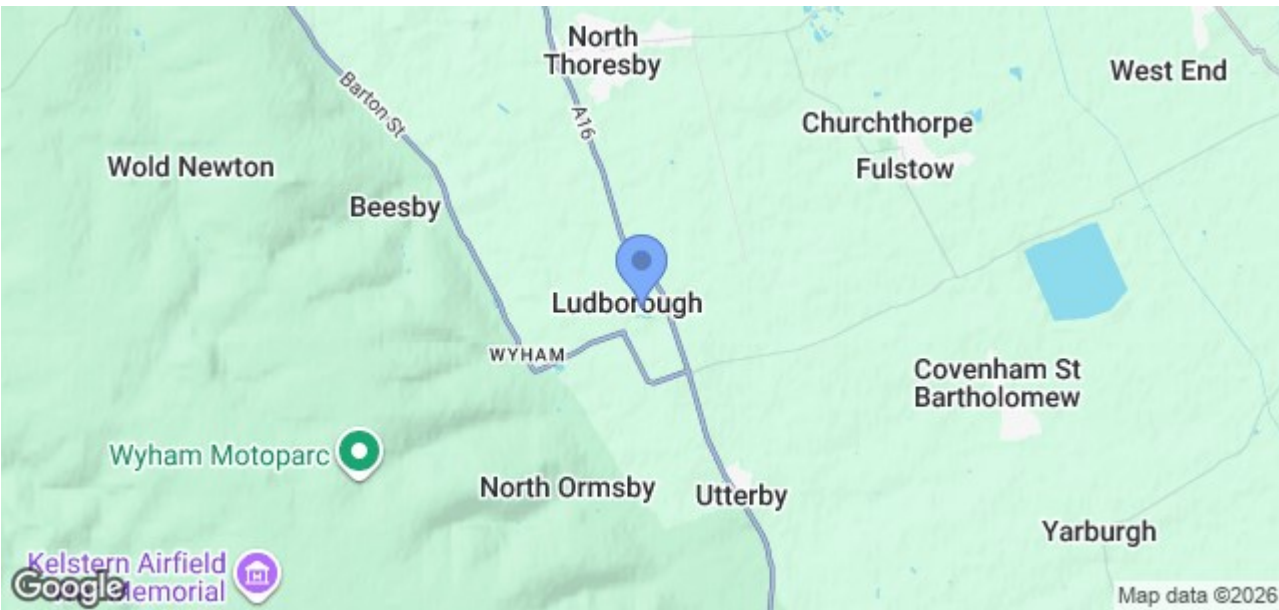 North
Thoresby
West End
Barton St
A16
Churchthorpe
Wold Newton
Fulstow
Beesby
Ludborough
WYHAM
Covenham St
Bartholomew
Wyham Motoparc
North Ormsby
Utterby
Yarburgh
Kelstern Airfield
Memorial
Google
Map data ©2026